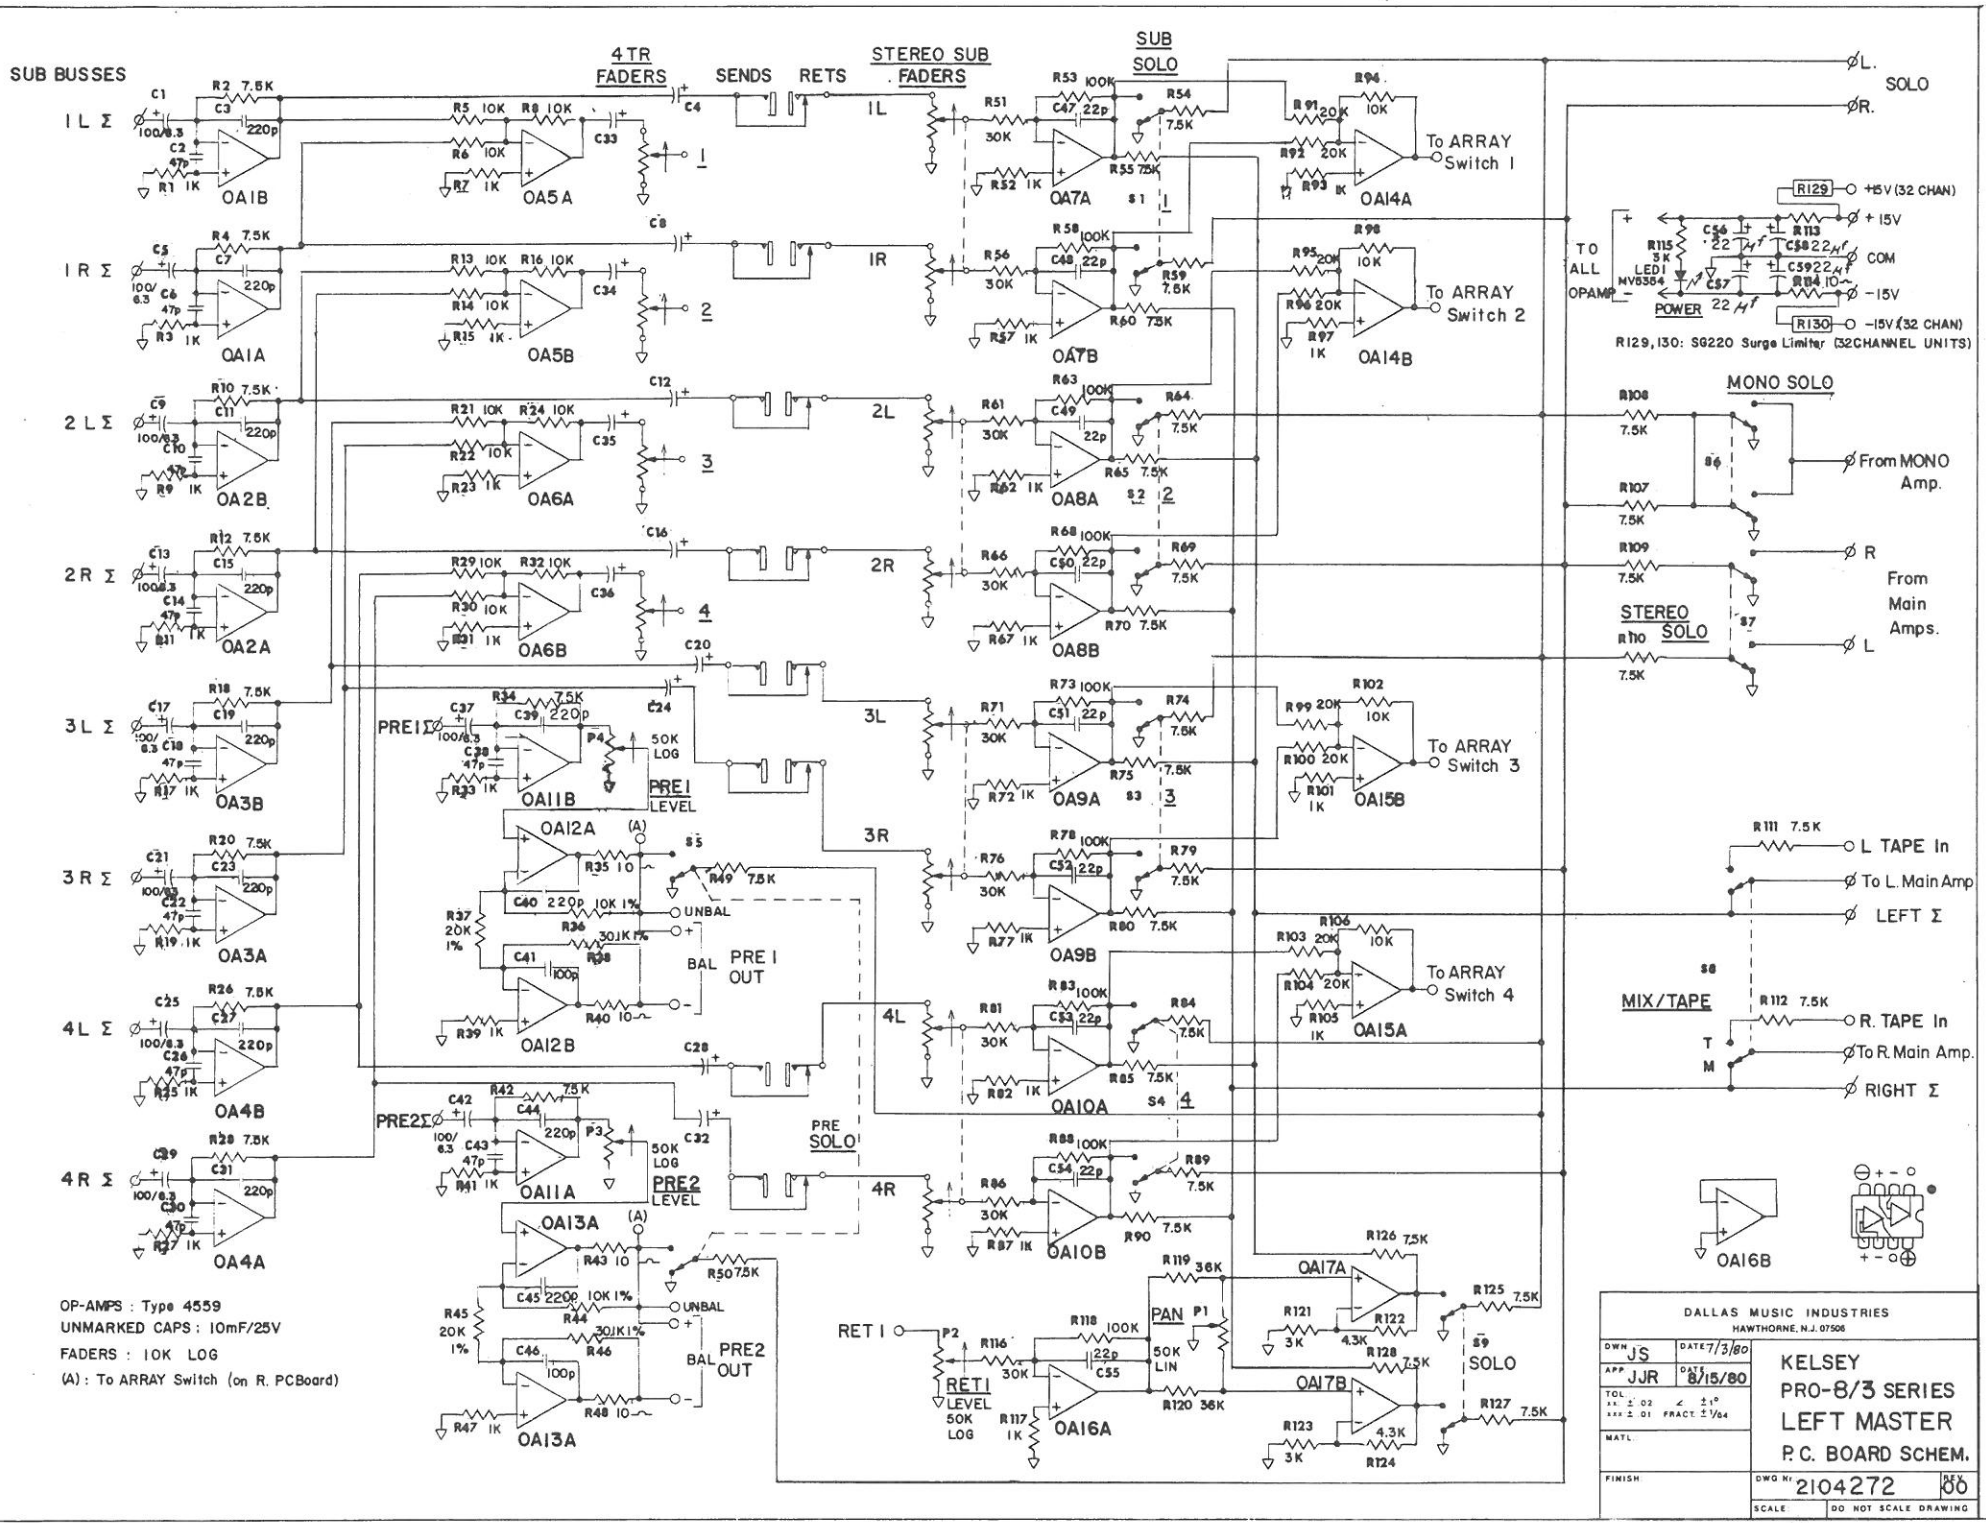 SUB BUSSES
4 TR FADERS
SENDS
RETS
STEREO SUB FADERS
SUB SOLO
1L Σ
C1
100/6.3
C2
47p
R1 1K
R2 7.5K
C3
220p
OA1B
R5 10K
R8 10K
R6 10K
R7 1K
C33
OA5A
1
C4
1L
R51
30K
R52 1K
R53
100K
C47 22p
OA7A
R54
7.5K
R55 7.5K
S1
1
R91
20K
R92 20K
R93 1K
R94
10K
OA14A
To ARRAY
Switch 1
L.
SOLO
R.
1R Σ
C5
100/
6.3
C6
47p
R3 1K
R4 7.5K
C7
220p
OA1A
R13 10K
R16 10K
R14 10K
R15 1K
C34
OA5B
2
C8
1R
R56
30K
R57 1K
R58
100K
C48 22p
OA7B
R59
7.5K
R60 7.5K
R95 20K
R96 20K
R97
1K
R98
10K
OA14B
To ARRAY
Switch 2
R129
+15V (32 CHAN)
+15V
R113
COM
-15V
R114 10
R130
-15V (32 CHAN)
TO
ALL
OPAMP
R115
3K
LED1
MV5354
POWER
C56
22 µf
C57
22 µf
C58 22µf
C59 22µf
R129,130: SG220 Surge Limiter (32CHANNEL UNITS)
2L Σ
C9
100/6.3
C10
47p
R9 1K
R10 7.5K
C11
220p
OA2B
R21 10K
R24 10K
R22 10K
R23 1K
C35
OA6A
3
C12
2L
R61
30K
R62 1K
R63
100K
C49
22p
OA8A
R64
7.5K
R65 7.5K
S2
2
MONO SOLO
R108
7.5K
R107
7.5K
S6
From MONO
Amp.
2R Σ
C13
100/6.3
C14
47p
R11 1K
R12 7.5K
C15
220p
OA2A
R29 10K
R32 10K
R30 10K
R31 1K
C36
OA6B
4
C16
2R
R66
30K
R67 1K
R68 100K
C50 22p
OA8B
R69
7.5K
R70 7.5K
R109
7.5K
STEREO
SOLO
R110
7.5K
S7
R
From
Main
Amps.
L
3L Σ
C17
100/
6.3
C18
47p
R17 1K
R18 7.5K
C19
220p
OA3B
C20
C24
PRE1Σ
C37
100/6.3
C38
47p
R33 1K
R34 7.5K
C39 220p
OA11B
P4
50K
LOG
PRE1
LEVEL
3L
R71
30K
R72 1K
R73 100K
C51 22p
OA9A
R74
7.5K
R75 7.5K
S3
3
R99 20K
R100 20K
R101
1K
R102
10K
OA15B
To ARRAY
Switch 3
3R Σ
C21
100/6.3
C22
47p
R19 1K
R20 7.5K
C23
220p
OA3A
OA12A
(A)
R35 10
S5
R49 7.5K
C40 220p
10K 1%
R36
R37
20K
1%
30.1K 1%
R38
C41
100p
R39 1K
R40 10
OA12B
UNBAL
+
BAL
-
PRE 1
OUT
3R
R76
30K
R77 1K
R78 100K
C52 22p
OA9B
R79
7.5K
R80 7.5K
R111 7.5K
L TAPE In
To L. Main Amp
LEFT Σ
S8
MIX/TAPE
R112 7.5K
R. TAPE In
T
M
To R. Main Amp.
RIGHT Σ
4L Σ
C25
100/6.3
C26
47p
R25 1K
R26 7.5K
C27
220p
OA4B
C28
4L
R81
30K
R82 1K
R83 100K
C53 22p
OA10A
R84
7.5K
R85 7.5K
S4
4
R103 20K
R104 20K
R105
1K
R106
10K
OA15A
To ARRAY
Switch 4
4R Σ
C29
100/6.3
C30
47p
R27 1K
R28 7.5K
C31
220p
OA4A
PRE2Σ
C42
100/
6.3
C43
47p
R41 1K
R42 7.5K
C44
220p
OA11A
P3
50K
LOG
PRE2
LEVEL
C32
PRE
SOLO
4R
R86
30K
R87 1K
R88 100K
C54 22p
OA10B
R89
7.5K
R90 7.5K
OA13A
(A)
R43 10
R50 7.5K
C45 220p 10K 1%
R44
R45
20K
1%
30.1K 1%
R46
C46
100p
R47 1K
R48 10
OA13A
UNBAL
+
BAL
-
PRE2
OUT
RET 1
P2
RET1
LEVEL
50K
LOG
R116
30K
R117
1K
R118
100K
22p
C55
OA16A
R119
36K
R120 36K
PAN
P1
50K
LIN
OA17A
R121
3K
R122
4.3K
R126 7.5K
R128
7.5K
OA17B
R123
3K
4.3K
R124
R125
7.5K
S9
SOLO
R127
7.5K
OA16B
OP-AMPS : Type 4559
UNMARKED CAPS : 10mF/25V
FADERS : 10K LOG
(A) : To ARRAY Switch (on R. PCBoard)
DALLAS MUSIC INDUSTRIES
HAWTHORNE, N.J. 07506
DWN JS
DATE 7/3/80
APP JJR
DATE 8/15/80
TOL.
.xx ± .02 ∠ ± 1°
.xxx ± .01 FRACT. ± 1/64
MATL.
FINISH
KELSEY
PRO-8/3 SERIES
LEFT MASTER
P.C. BOARD SCHEM.
DWG Nr 2104272
REV 00
SCALE
DO NOT SCALE DRAWING